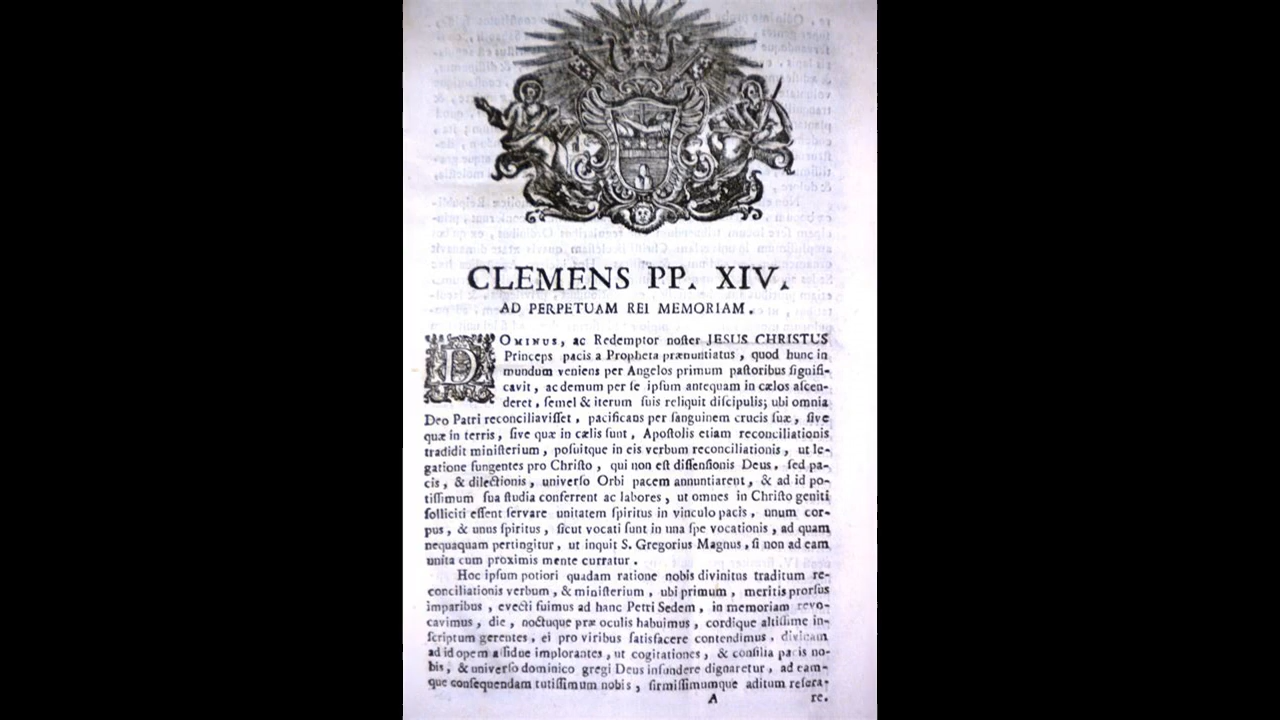 CLEMENS PP. XIV.
AD PERPETUAM REI MEMORIAM.
DOMINUS, ac Redemptor noſter JESUS CHRISTUS
Princeps pacis a Propheta prænuntiatus, quod hunc in
mundum veniens per Angelos primum paſtoribus ſignifi-
cavit, ac demum per ſe ipſum antequam in cælos aſcen-
deret, ſemel & iterum ſuis reliquit diſcipulis; ubi omnia
Deo Patri reconciliaviſſet, pacificans per ſanguinem crucis ſuæ, ſive
quæ in terris, ſive quæ in cælis ſunt, Apoſtolis etiam reconciliationis
tradidit miniſterium, poſuitque in eis verbum reconciliationis, ut le-
gatione fungentes pro Chriſto, qui non eſt diſſenſionis Deus, ſed pa-
cis, & dilectionis, univerſo Orbi pacem annuntiarent, & ad id po-
tiſſimum ſua ſtudia conferrent ac labores, ut omnes in Chriſto geniti
ſolliciti eſſent ſervare unitatem ſpiritus in vinculo pacis, unum cor-
pus, & unus ſpiritus, ſicut vocati ſunt in una ſpe vocationis, ad quam
nequaquam pertingitur, ut inquit S. Gregorius Magnus, ſi non ad eam
unita cum proximis mente curratur.
Hoc ipſum potiori quadam ratione nobis divinitus traditum re-
conciliationis verbum, & miniſterium, ubi primum, meritis prorſus
imparibus, evecti fuimus ad hanc Petri Sedem, in memoriam revo-
cavimus, die, noctuque præ oculis habuimus, cordique altiſſime in-
ſcriptum gerentes, ei pro viribus ſatisfacere contendimus, divinam
ad id opem aſſidue implorantes, ut cogitationes, & conſilia pacis no-
bis, & univerſo dominico gregi Deus infundere dignaretur, ad eam-
que conſequendam tutiſſimum nobis, firmiſſimumque aditum reſera-
A re.